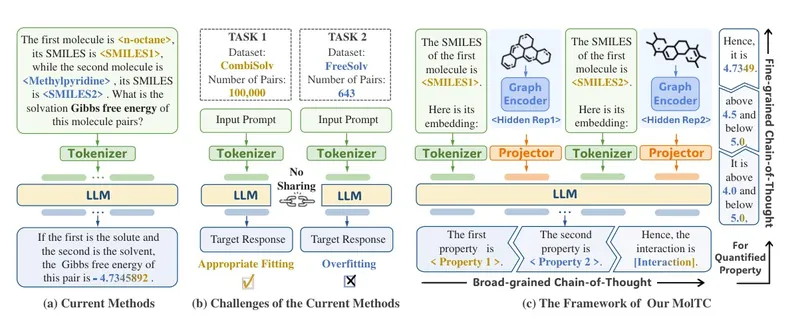 The first molecule is <n-octane>,
its SMILES is <SMILES1>,
while the second molecule is
<Methylpyridine> , its SMILES
is <SMILES2> . What is the
solvation Gibbs free energy of
this molecule pairs?
Tokenizer
...
LLM
...
If the first is the solute and
the second is the solvent,
the Gibbs free energy of
this pair is - 4.7345892 .
(a) Current Methods
TASK 1
Dataset:
CombiSolv
Number of Pairs:
100,000
Input Prompt
Tokenizer
LLM
Target Response
Appropriate Fitting
No
Sharing
TASK 2
Dataset:
FreeSolv
Number of Pairs:
643
Input Prompt
Tokenizer
LLM
Target Response
Overfitting
(b) Challenges of the Current Methods
The SMILES
of the first
molecule is
<SMILES1>.
Here is its
embedding:
Tokenizer
Graph
Encoder
<Hidden Rep1>
Projector
The SMILES
of the first
molecule is
<SMILES2>.
Here is its
embedding:
Tokenizer
Graph
Encoder
<Hidden Rep2>
Projector
LLM
...
The first
property is
< Property 1 >.
The second
property is
< Property 2 >.
Hence, the
interaction is
[Interaction].
Broad-grained Chain-of-Thought
Hence,
it is
4.7349.
above
4.5 and
below
5.0.
It is
above
4.0 and
below
5.0.
Fine-grained Chain-of-Thought
For
Quantified
Property
(c) The Framework of Our MolTC